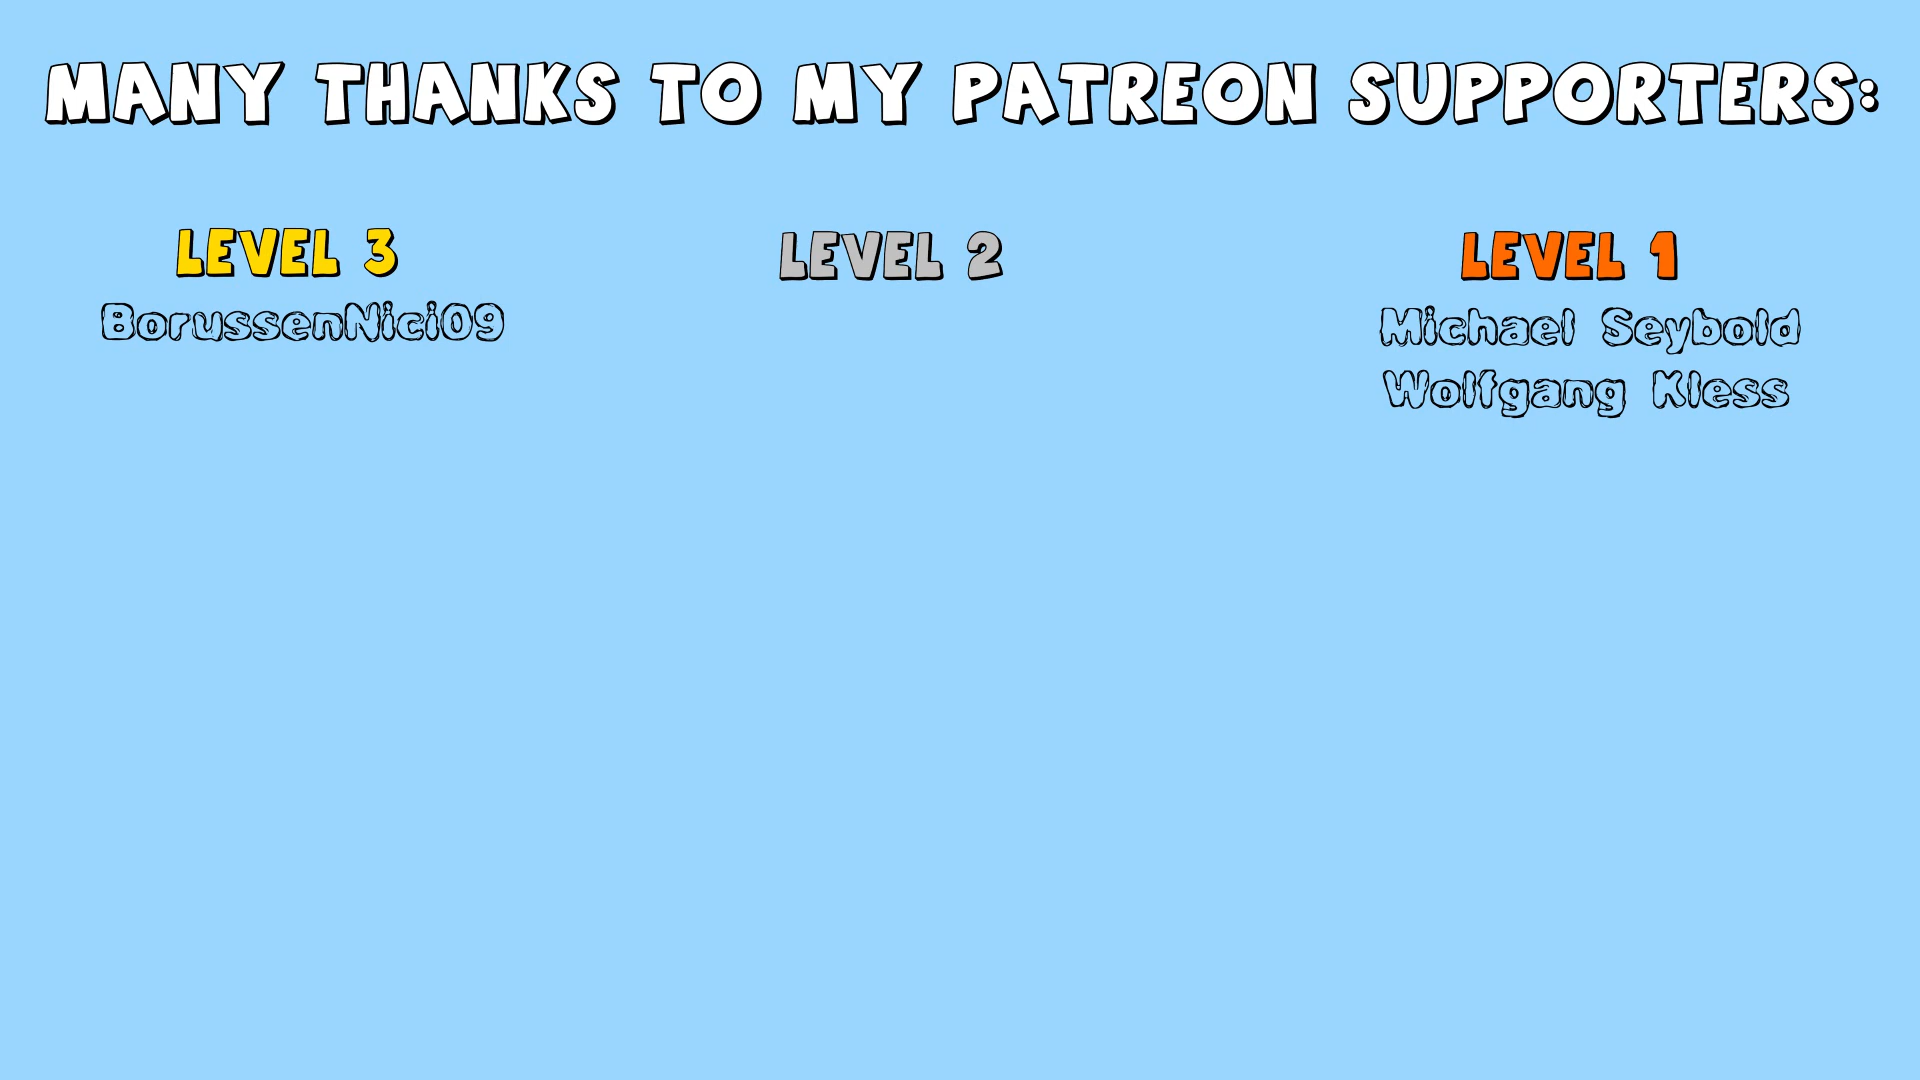 MANY THANKS TO MY PATREON SUPPORTERS:
LEVEL 3
BorussenNici09
LEVEL 2
LEVEL 1
Michael Seybold
Wolfgang Kless